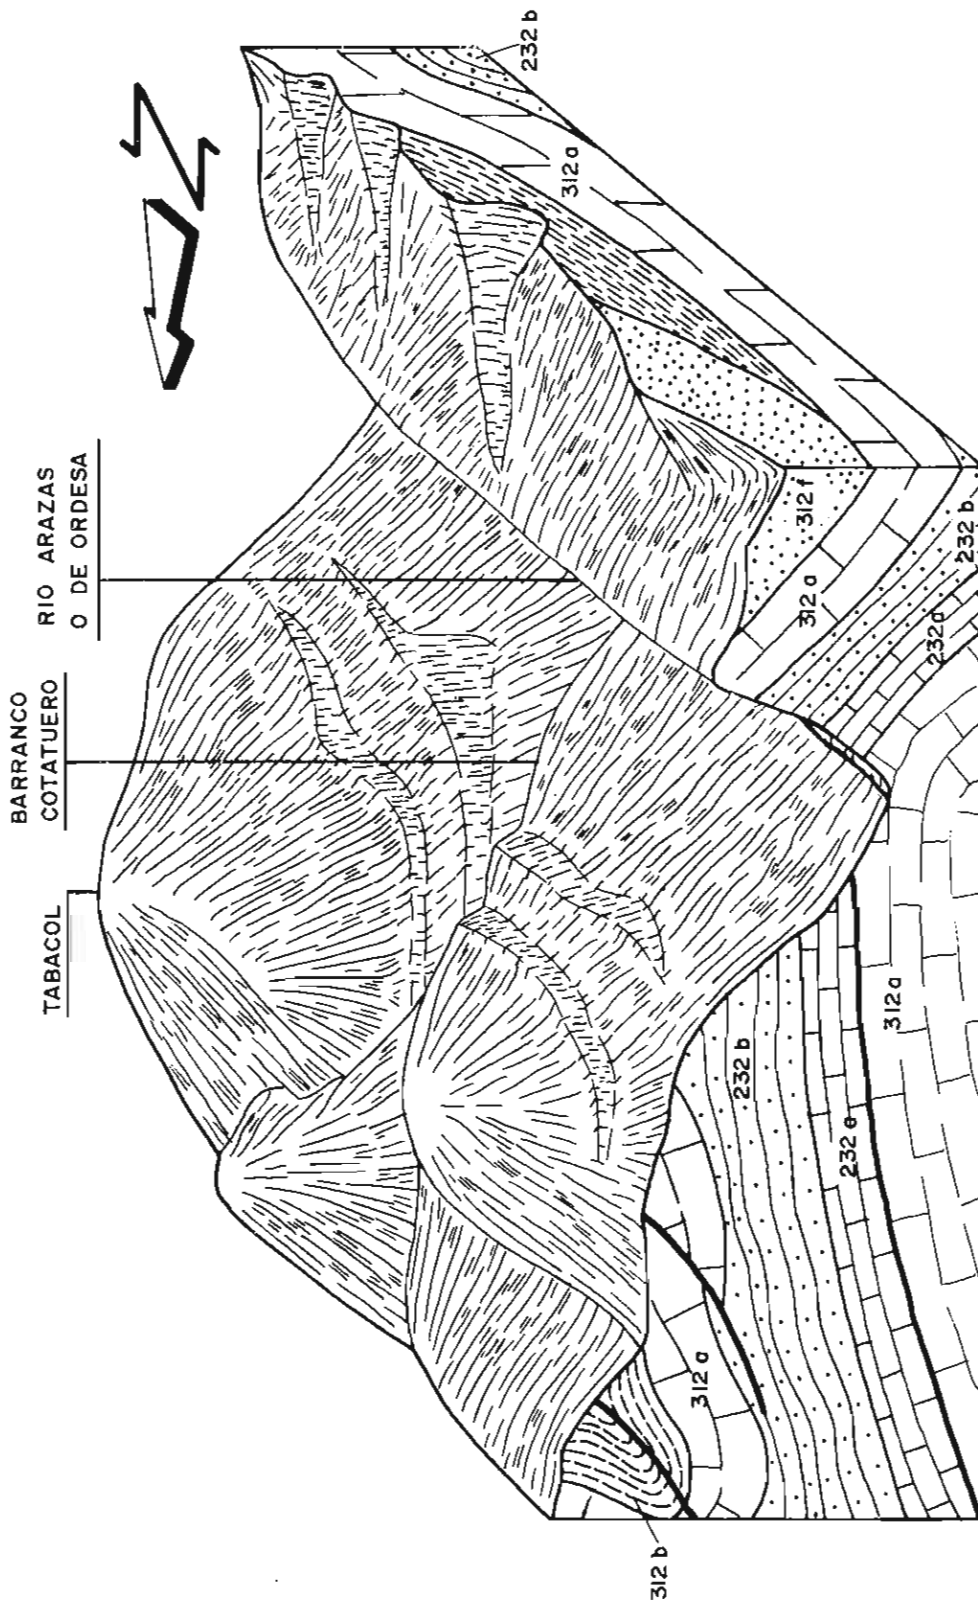 TABACOL
BARRANCO
COTATUERO
RIO ARAZAS
O DE ORDESA
312 b
312 a
232 e
232 b
312 a
232 d
312 a
232 b
312 f
312 a
232 b